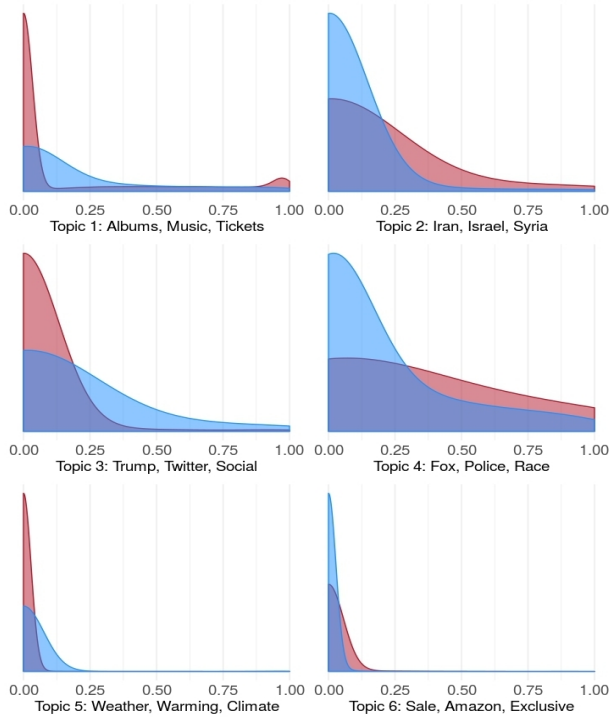 0.00 0.25 0.50 0.75 1.00
Topic 1: Albums, Music, Tickets
0.00 0.25 0.50 0.75 1.00
Topic 2: Iran, Israel, Syria
0.00 0.25 0.50 0.75 1.00
Topic 3: Trump, Twitter, Social
0.00 0.25 0.50 0.75 1.00
Topic 4: Fox, Police, Race
0.00 0.25 0.50 0.75 1.00
Topic 5: Weather, Warming, Climate
0.00 0.25 0.50 0.75 1.00
Topic 6: Sale, Amazon, Exclusive